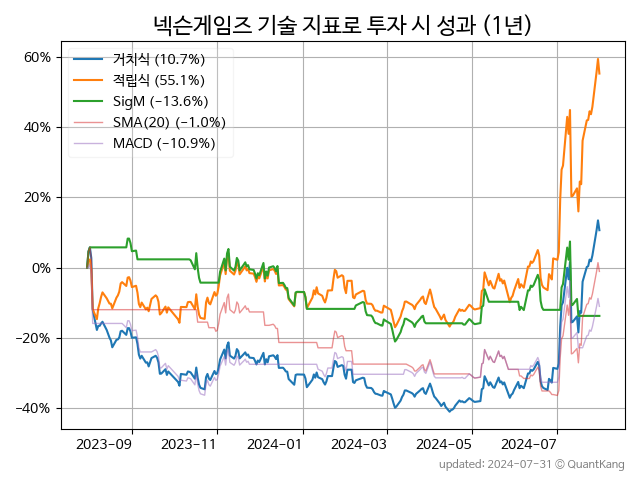 넥슨게임즈 기술 지표로 투자 시 성과 (1년)
거치식 (10.7%)
적립식 (55.1%)
SigM (−13.6%)
SMA(20) (−1.0%)
MACD (−10.9%)
60%
40%
20%
0%
−20%
−40%
2023-09 2023-11 2024-01 2024-03 2024-05 2024-07
updated: 2024-07-31 © QuantKang